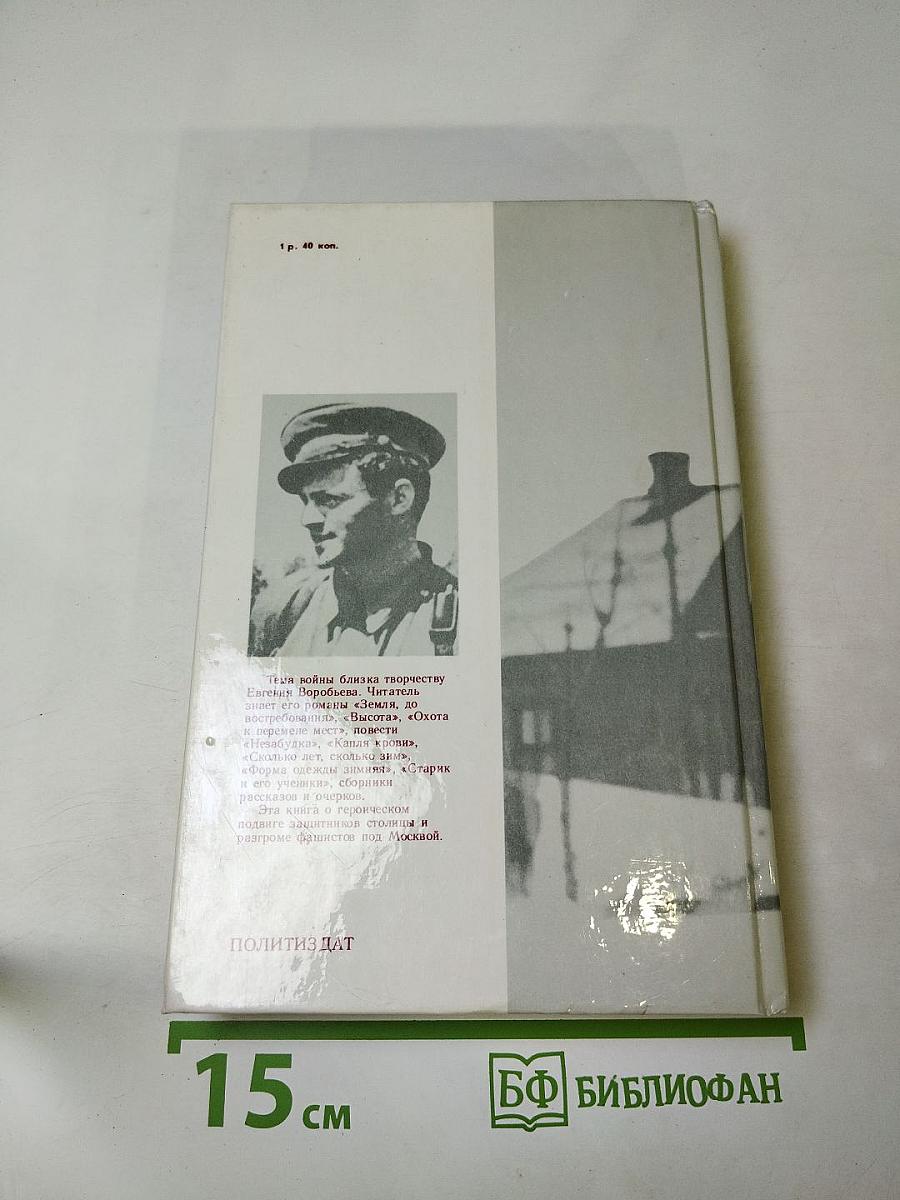 1 р. 40 коп.
Тема войны близка творчеству
Евгения Воробьева. Читатель
знает его романы «Земля, до
востребования», «Высота», «Охота
к перемене мест», повести
«Незабудка», «Капля крови»,
«Сколько лет, сколько зим»,
«Форма одежды зимняя», «Старик
и его ученики», сборники
рассказов и очерков.
Эта книга о героическом
подвиге защитников столицы и
разгроме фашистов под Москвой.
ПОЛИТИЗДАТ
15 см
БФ БИБЛИОФАН